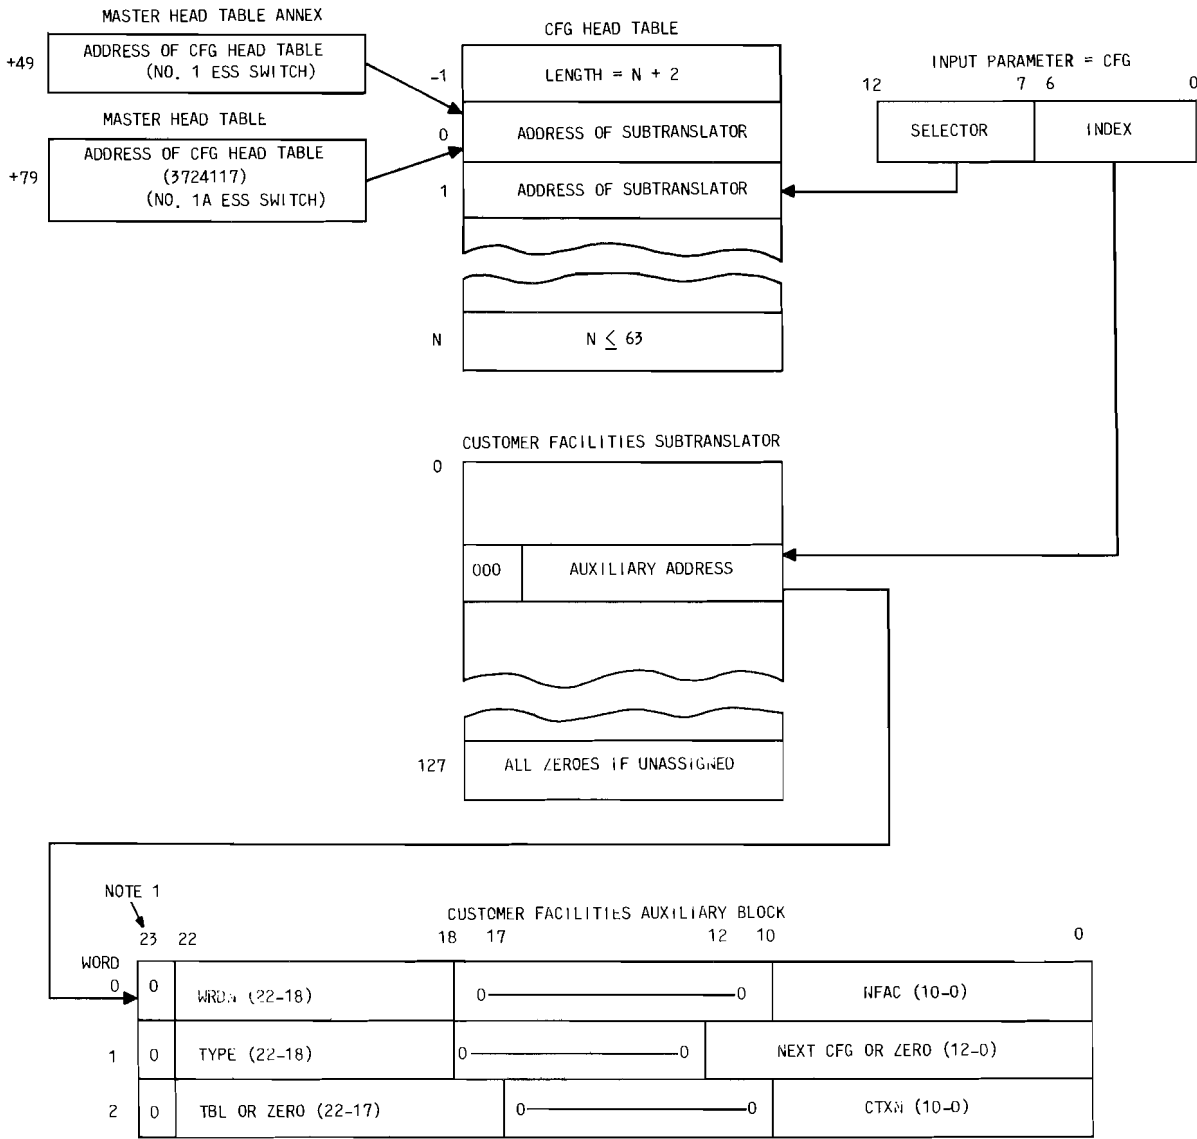 MASTER HEAD TABLE ANNEX
+49
ADDRESS OF CFG HEAD TABLE
(NO. 1 ESS SWITCH)
MASTER HEAD TABLE
+79
ADDRESS OF CFG HEAD TABLE
(3724117)
(NO. 1A ESS SWITCH)
CFG HEAD TABLE
-1
LENGTH = N + 2
0
ADDRESS OF SUBTRANSLATOR
1
ADDRESS OF SUBTRANSLATOR
N
N ≤ 63
INPUT PARAMETER = CFG
12 7 6 0
SELECTOR INDEX
CUSTOMER FACILITIES SUBTRANSLATOR
0
000 AUXILIARY ADDRESS
127
ALL ZEROES IF UNASSIGNED
NOTE 1
CUSTOMER FACILITIES AUXILIARY BLOCK
23 22 18 17 12 10 0
WORD
0 0 WRDN (22-18) 0 0 NFAC (10-0)
1 0 TYPE (22-18) 0 0 NEXT CFG OR ZERO (12-0)
2 0 TBL OR ZERO (22-17) 0 0 CTXN (10-0)